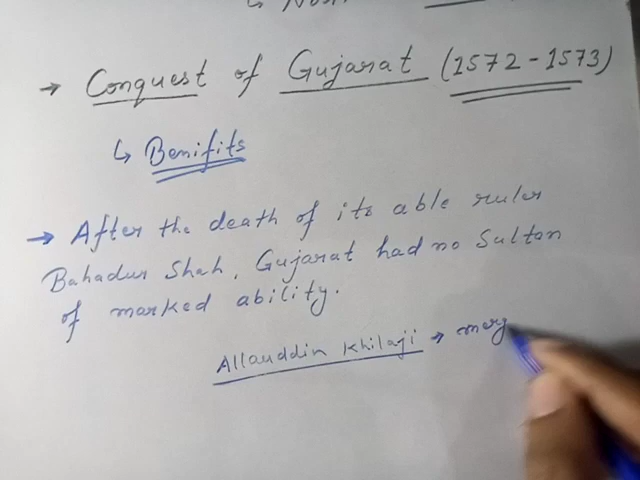 → Conquest of Gujarat (1572-1573)
↳ Benifits
→ After the death of its able ruler
Bahadur Shah, Gujarat had no Sultan
of marked ability.
Allauddin Khilaji →